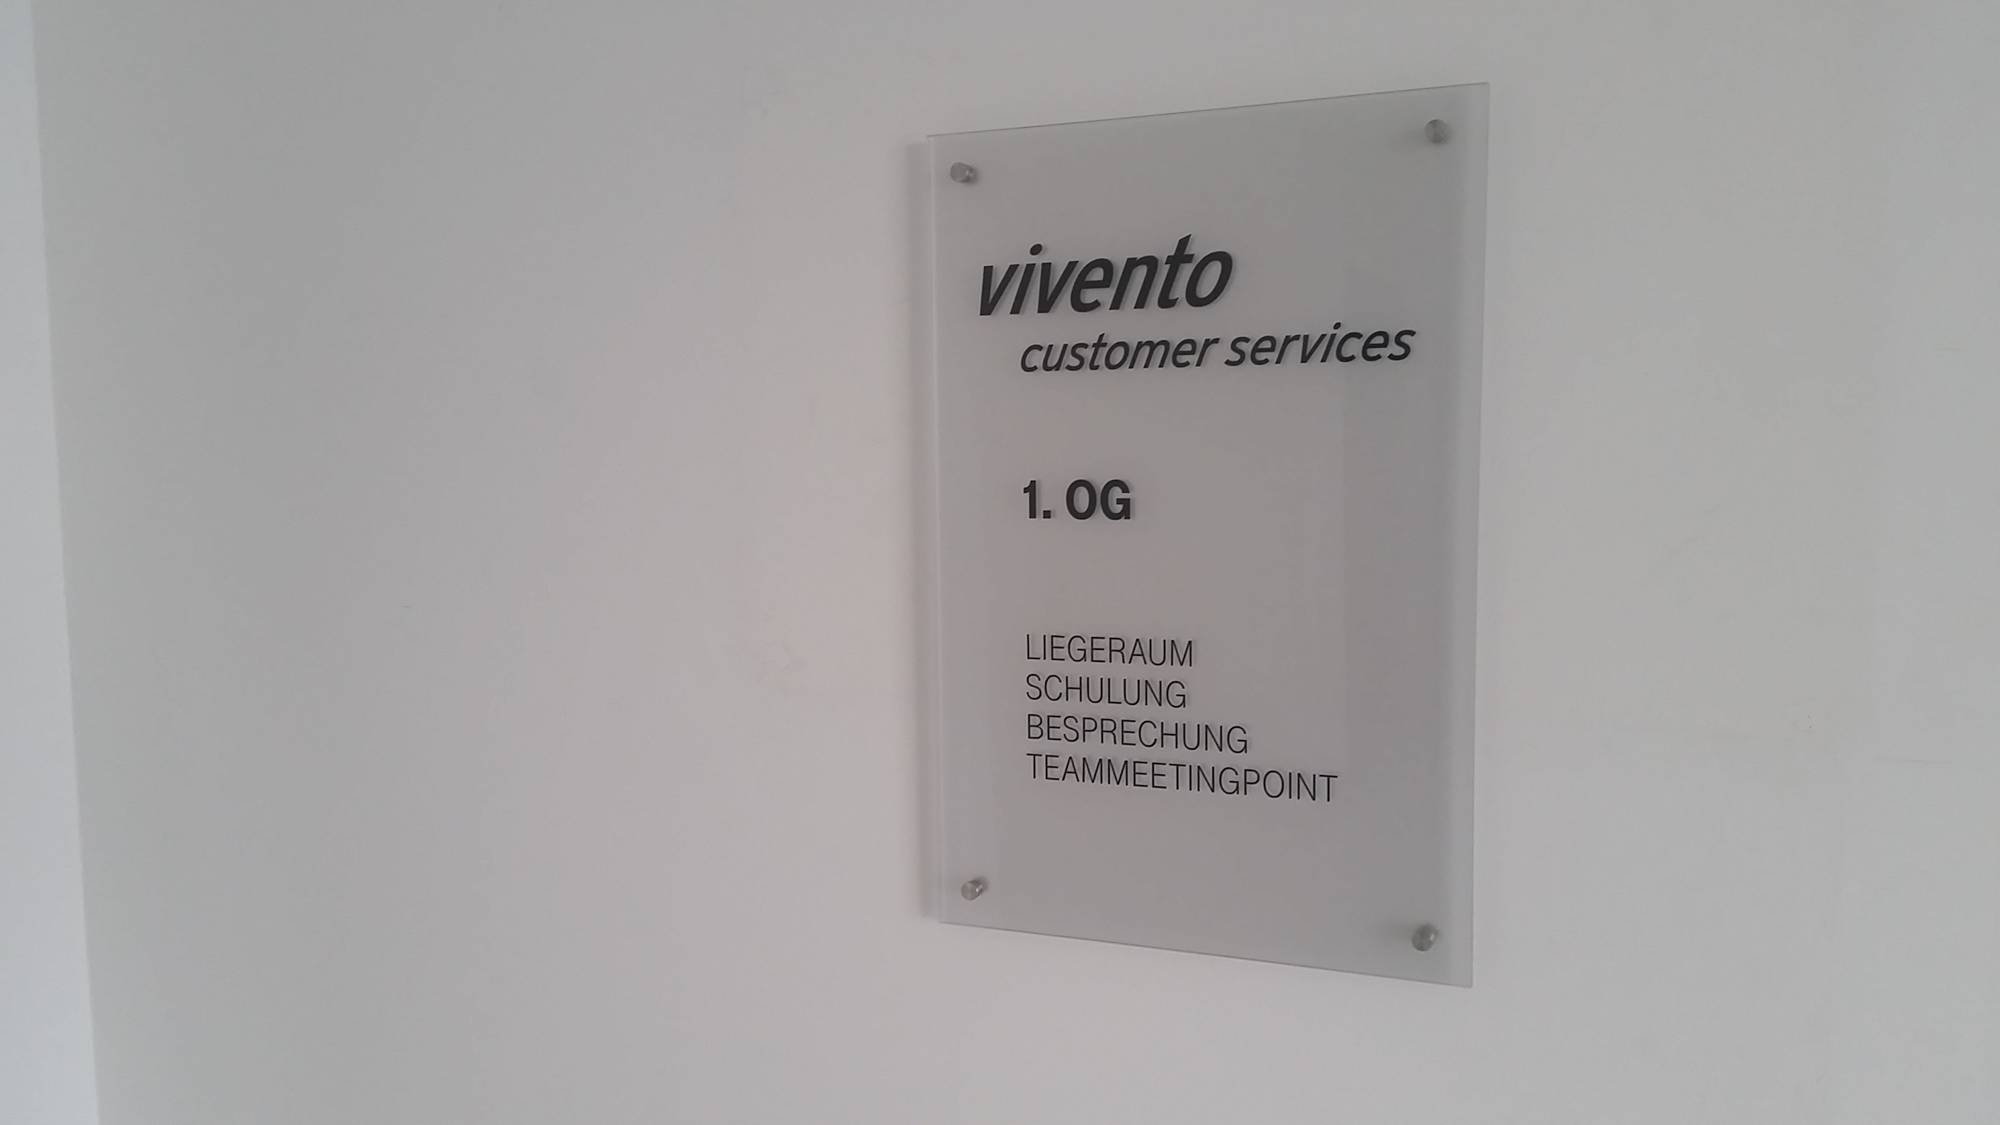 vivento
customer services
1. OG
LIEGERAUM
SCHULUNG
BESPRECHUNG
TEAMMEETINGPOINT